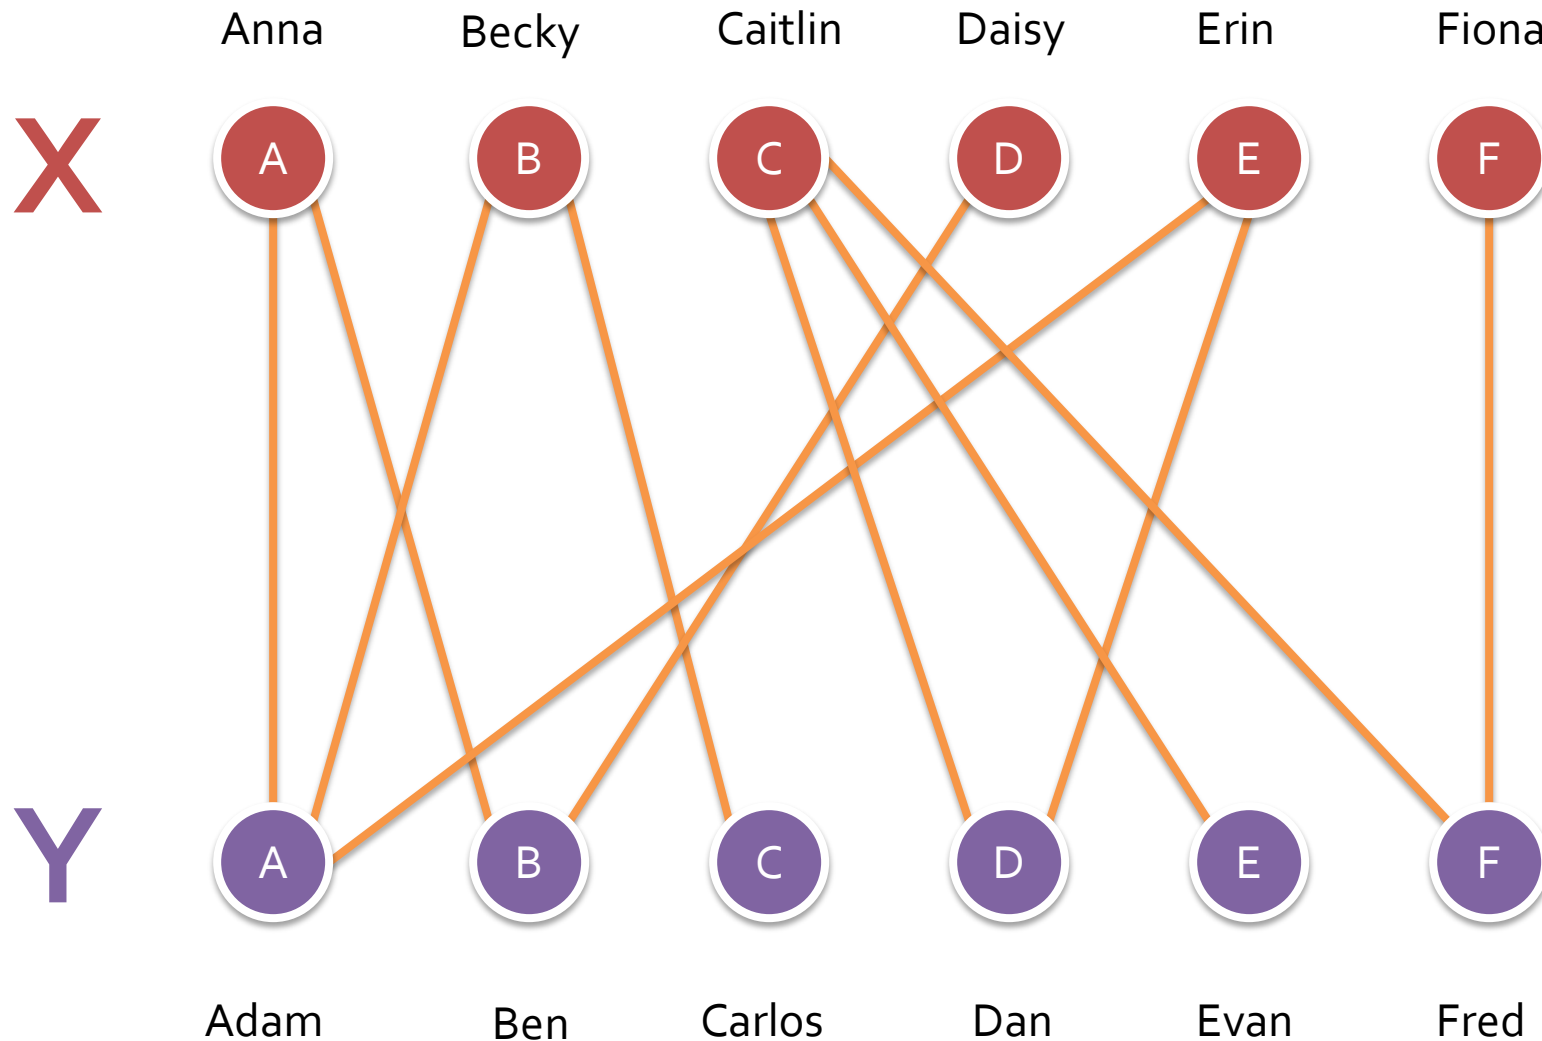 Anna Becky Caitlin Daisy Erin Fiona
X A B C D E F
Y A B C D E F
Adam Ben Carlos Dan Evan Fred